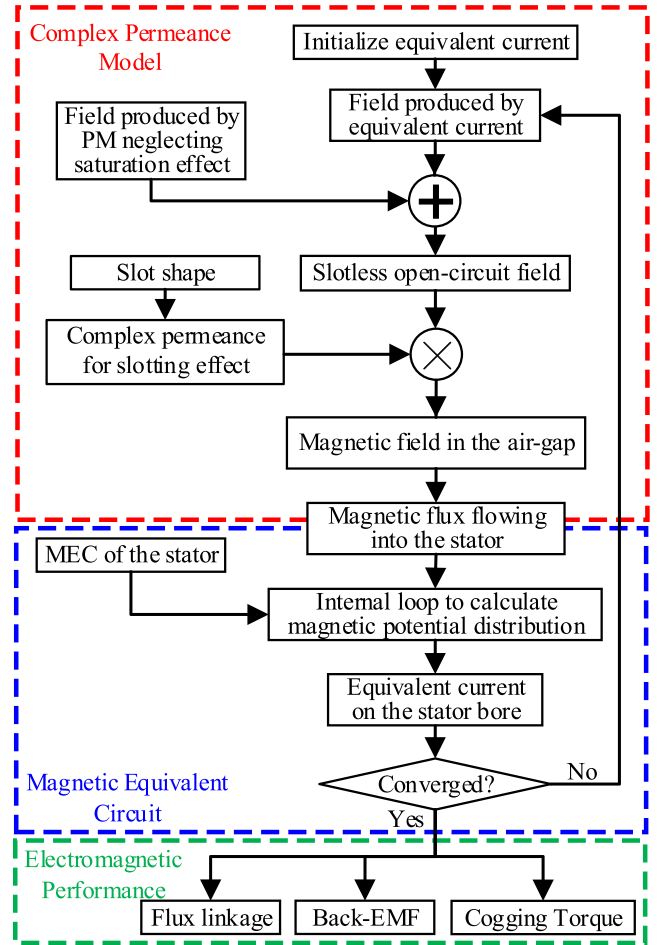 Complex Permeance
Model
Initialize equivalent current
Field produced by
equivalent current
Field produced by
PM neglecting
saturation effect
Slotless open-circuit field
Slot shape
Complex permeance
for slotting effect
Magnetic field in the air-gap
Magnetic flux flowing
into the stator
MEC of the stator
Internal loop to calculate
magnetic potential distribution
Equivalent current
on the stator bore
Converged?
No
Yes
Magnetic Equivalent
Circuit
Electromagnetic
Performance
Flux linkage
Back-EMF
Cogging Torque